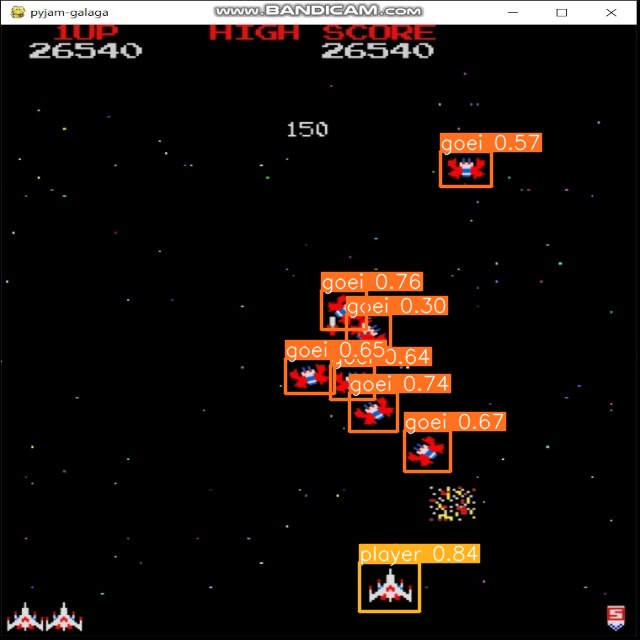 pyjam-galaga
www.BANDICAM.com
1UP HIGH SCORE
26540 26540
150
goei 0.57
goei 0.76
goei 0.30
goei 0.65
goei 0.64
goei 0.74
goei 0.67
player 0.84
5